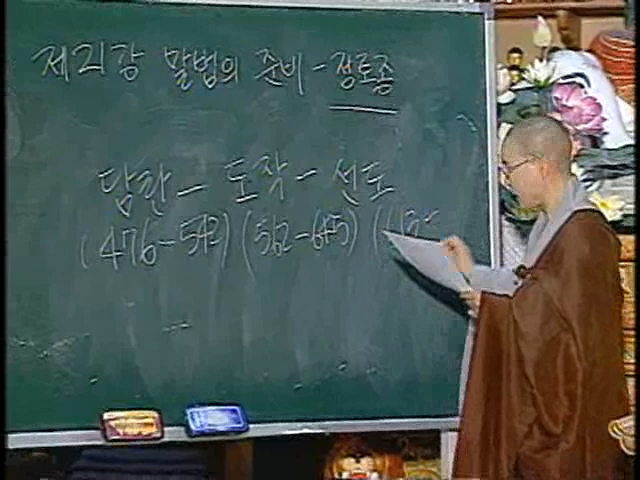 제21강 말법의 준비-정토종
담란 - 도작 - 선도
(476-542) (562-645) (613-